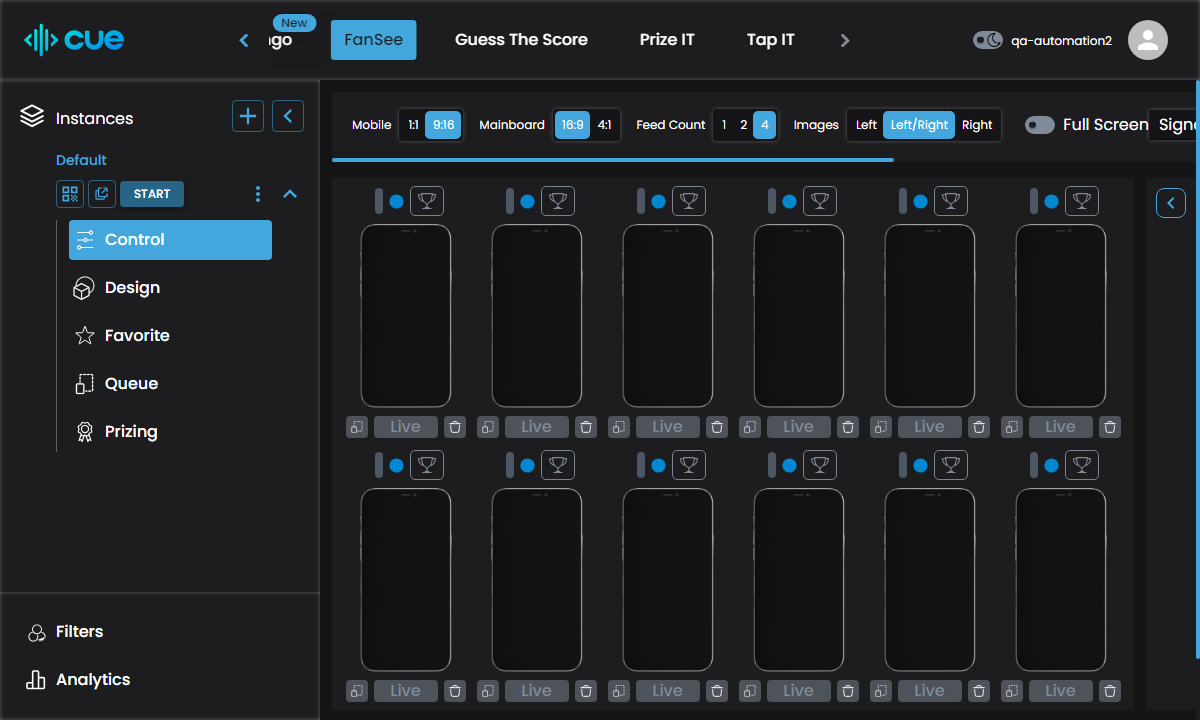 cue
New
FanSee
Guess The Score
Prize IT
Tap IT
qa-automation2
Instances
Default
START
Control
Design
Favorite
Queue
Prizing
Filters
Analytics
Mobile 1:1 9:16 Mainboard 16:9 4:1 Feed Count 1 2 4 Images Left Left/Right Right Full Screen
Live Live Live Live Live Live
Live Live Live Live Live Live